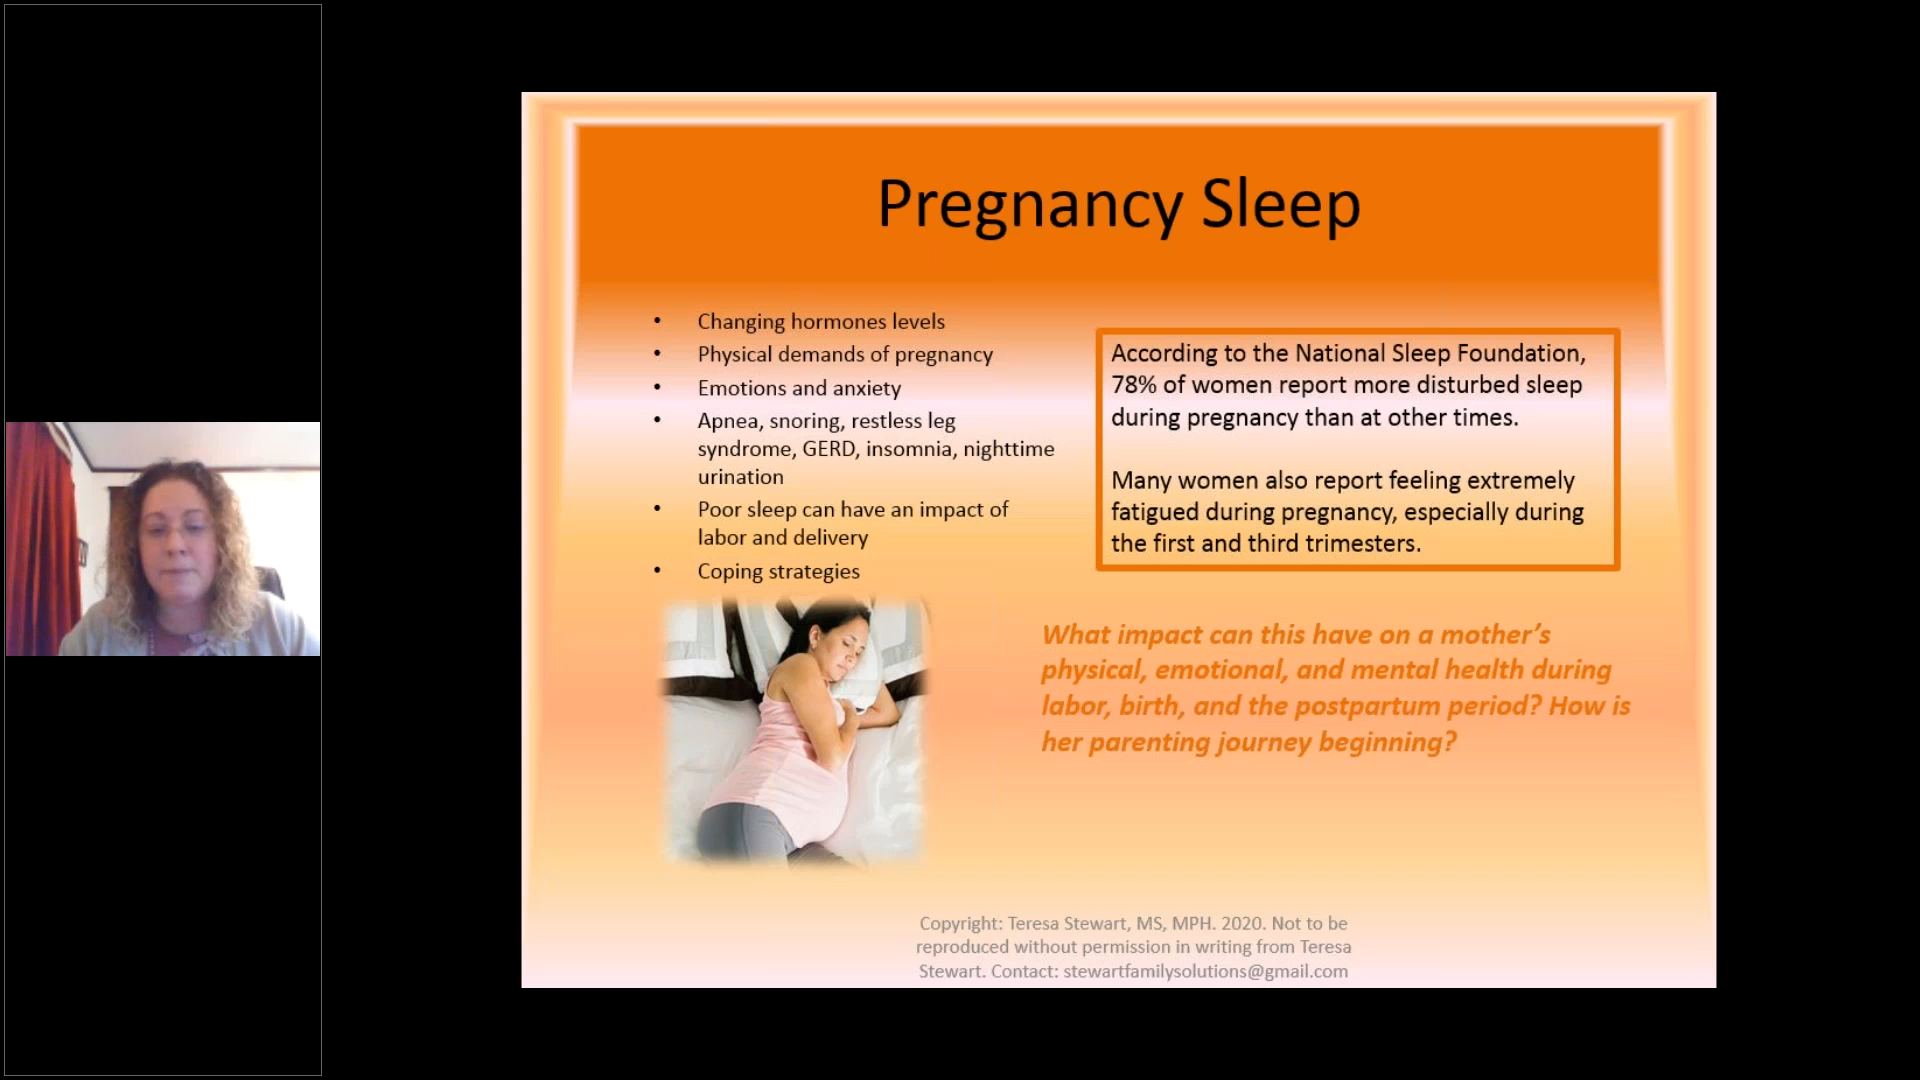 Pregnancy Sleep
• Changing hormones levels
• Physical demands of pregnancy
• Emotions and anxiety
• Apnea, snoring, restless leg
syndrome, GERD, insomnia, nighttime
urination
• Poor sleep can have an impact of
labor and delivery
• Coping strategies
According to the National Sleep Foundation,
78% of women report more disturbed sleep
during pregnancy than at other times.
Many women also report feeling extremely
fatigued during pregnancy, especially during
the first and third trimesters.
What impact can this have on a mother’s
physical, emotional, and mental health during
labor, birth, and the postpartum period? How is
her parenting journey beginning?
Copyright: Teresa Stewart, MS, MPH. 2020. Not to be
reproduced without permission in writing from Teresa
Stewart. Contact: stewartfamilysolutions@gmail.com